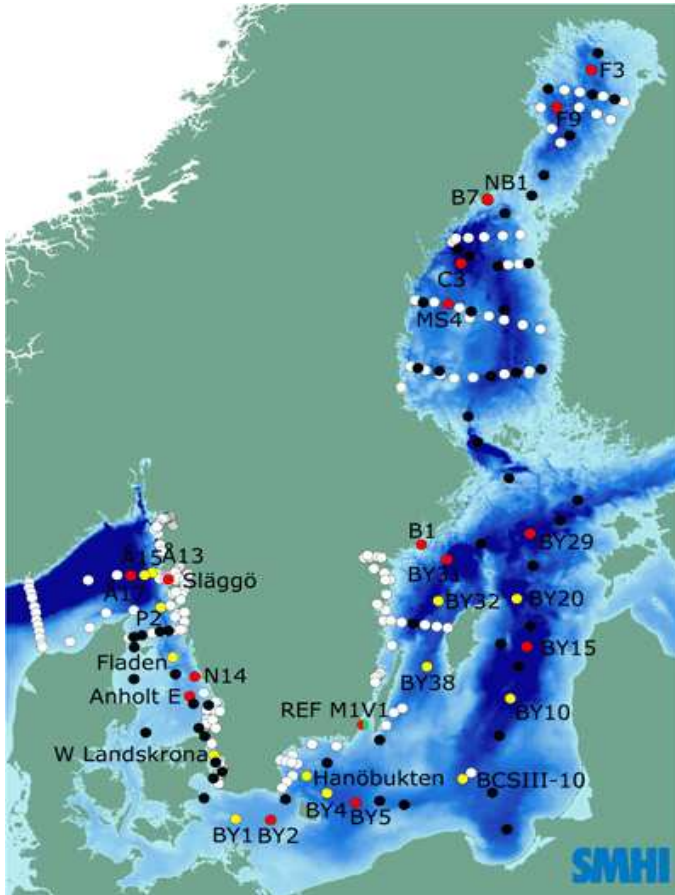 F3
F9
NB1
B7
C3
MS4
B1
BY29
BY31
Å15 Å13
Släggö
Å17
BY32
BY20
P2
BY15
Fladen
N14
BY38
Anholt E
BY10
REF M1V1
W Landskrona
Hanöbukten
BCSIII-10
BY4
BY5
BY1
BY2
SMHI